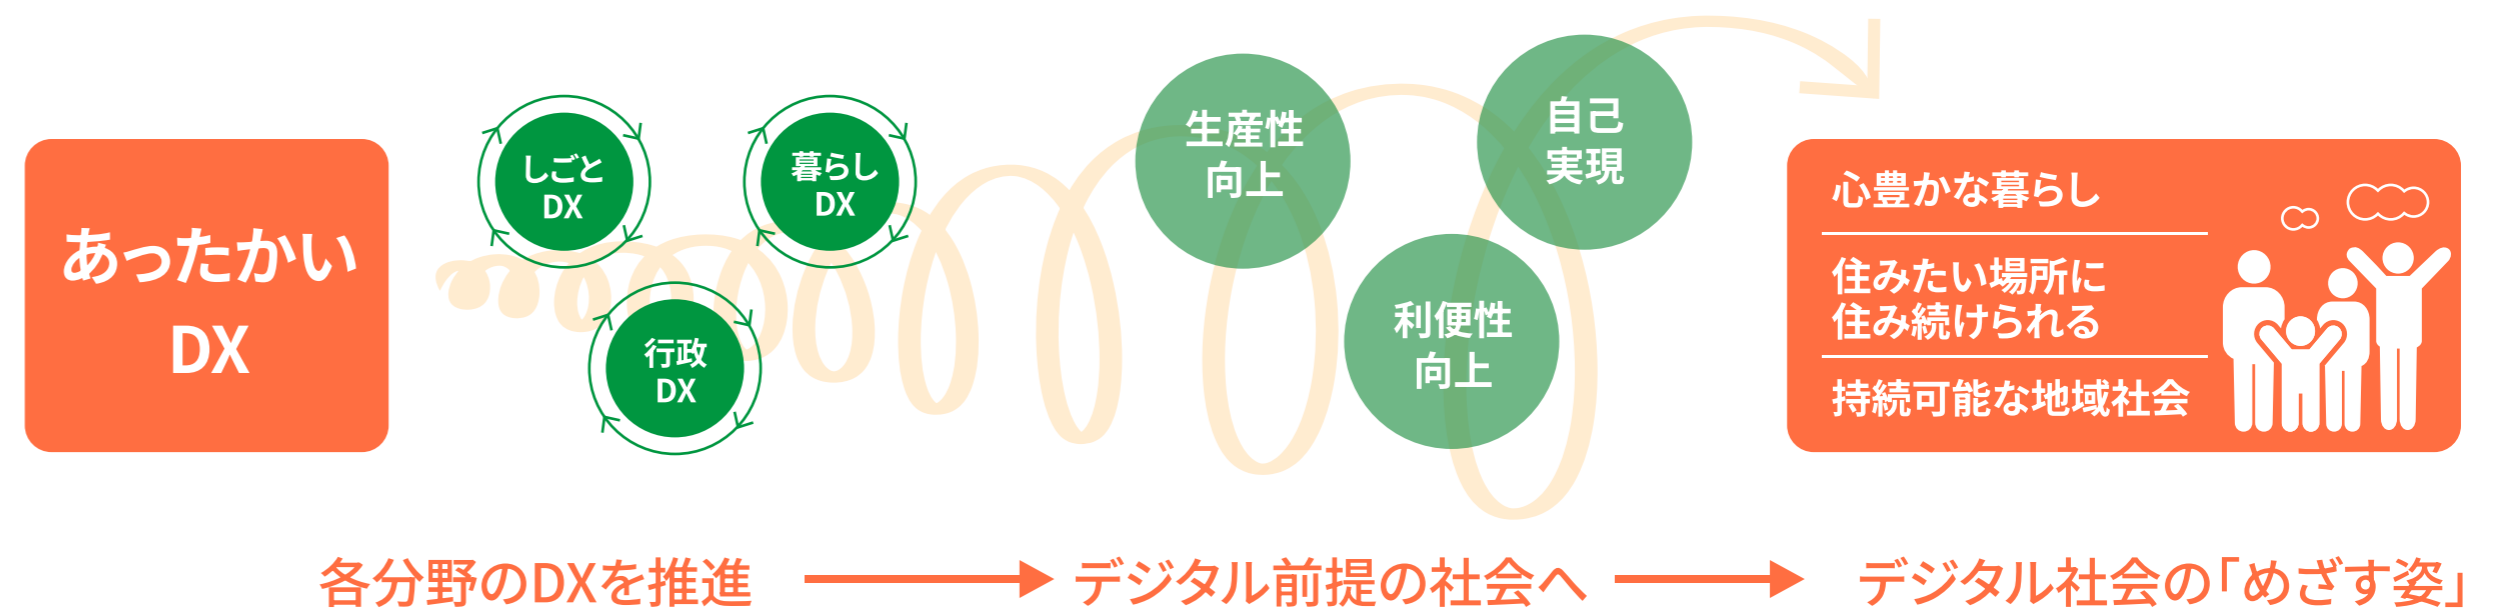 あったかい
DX
しごと
DX
暮らし
DX
行政
DX
生産性
向上
自己
実現
利便性
向上
心豊かな暮らし
住みたい場所に
住み続けられる
持続可能な地域社会
各分野のDXを推進
デジタル前提の社会へ
デジタル社会の「めざす姿」